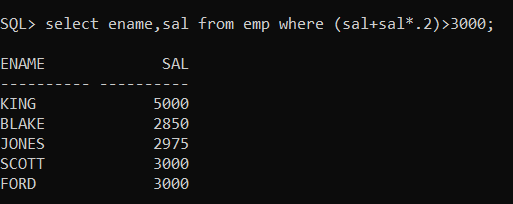 SQL> select ename,sal from emp where (sal+sal*.2)>3000;
ENAME             SAL
---------- ----------
KING             5000
BLAKE            2850
JONES            2975
SCOTT            3000
FORD             3000